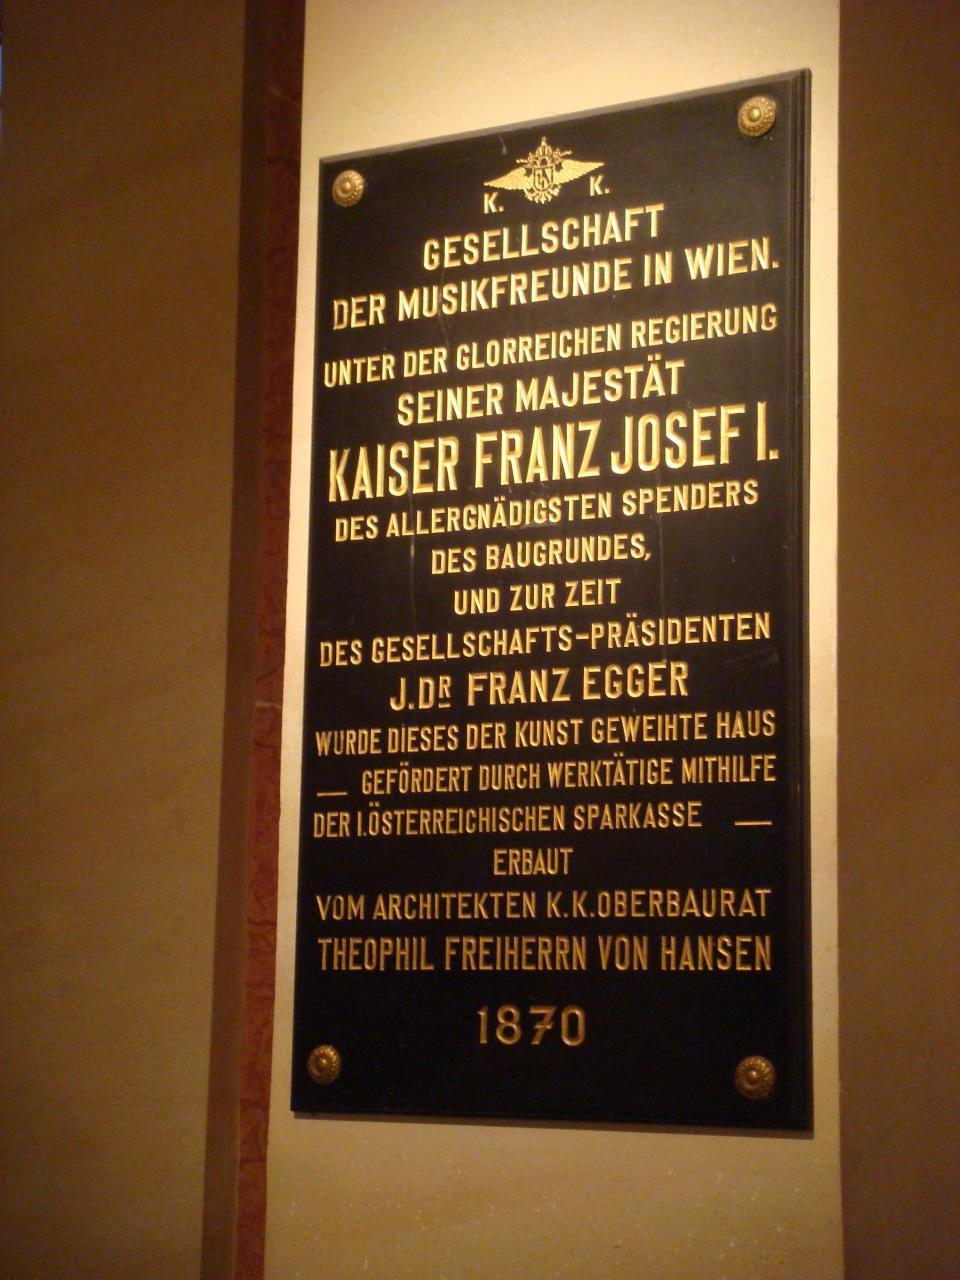 K. K.
GESELLSCHAFT
DER MUSIKFREUNDE IN WIEN.
UNTER DER GLORREICHEN REGIERUNG
SEINER MAJESTÄT
KAISER FRANZ JOSEF I.
DES ALLERGNÄDIGSTEN SPENDERS
DES BAUGRUNDES,
UND ZUR ZEIT
DES GESELLSCHAFTS-PRÄSIDENTEN
J.DR FRANZ EGGER
WURDE DIESES DER KUNST GEWEIHTE HAUS
— GEFÖRDERT DURCH WERKTÄTIGE MITHILFE
DER I.ÖSTERREICHISCHEN SPARKASSE —
ERBAUT
VOM ARCHITEKTEN K.K.OBERBAURAT
THEOPHIL FREIHERRN VON HANSEN
1870